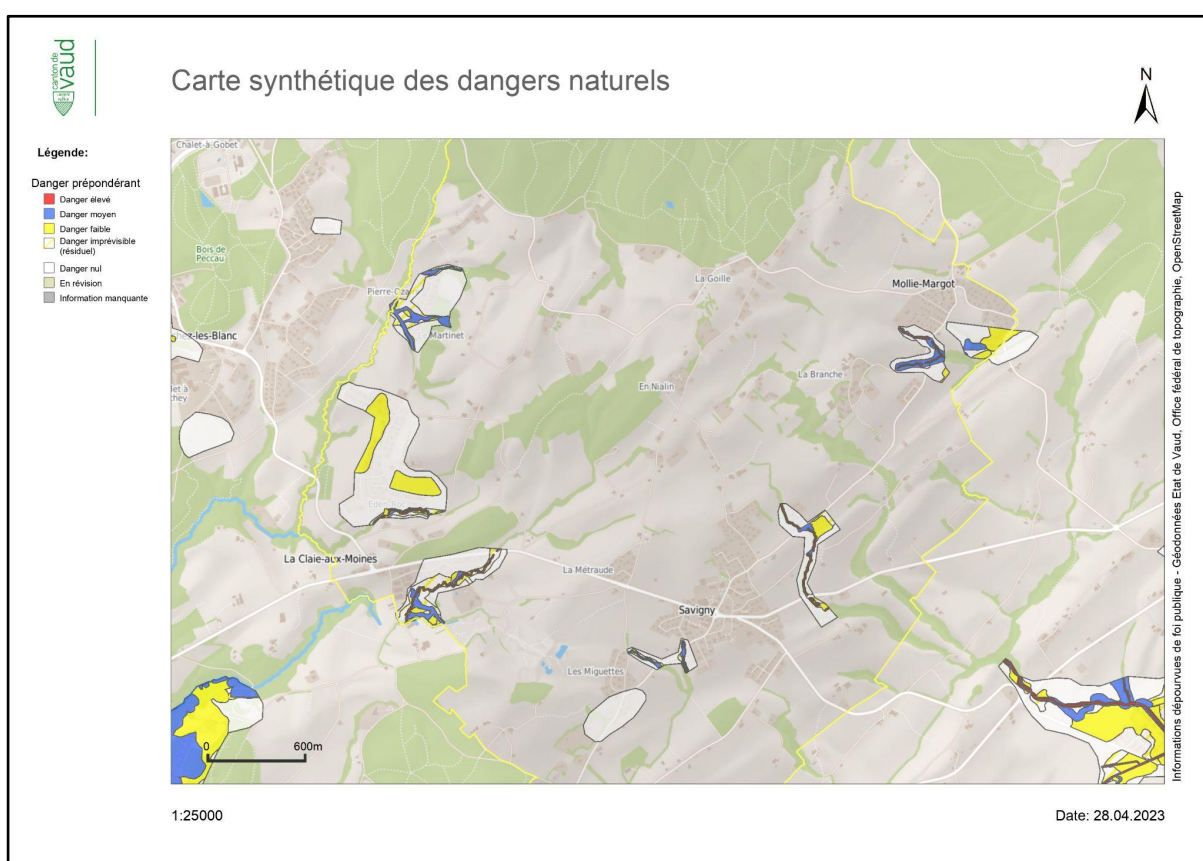 canton de
vaud
Carte synthétique des dangers naturels
N
Légende:
Danger prépondérant
Danger élevé
Danger moyen
Danger faible
Danger imprévisible
(résiduel)
Danger nul
En révision
Information manquante
Chalet-à-Gobet
Bois de
Peccau
La Goille
Mollie-Margot
Martinet
La Branche
En Nialin
La Claie-aux-Moines
La Métraude
Savigny
Les Miguettes
0
600m
Informations dépourvues de foi publique - Géodonnées Etat de Vaud, Office fédéral de topographie, OpenStreetMap
1:25000
Date: 28.04.2023